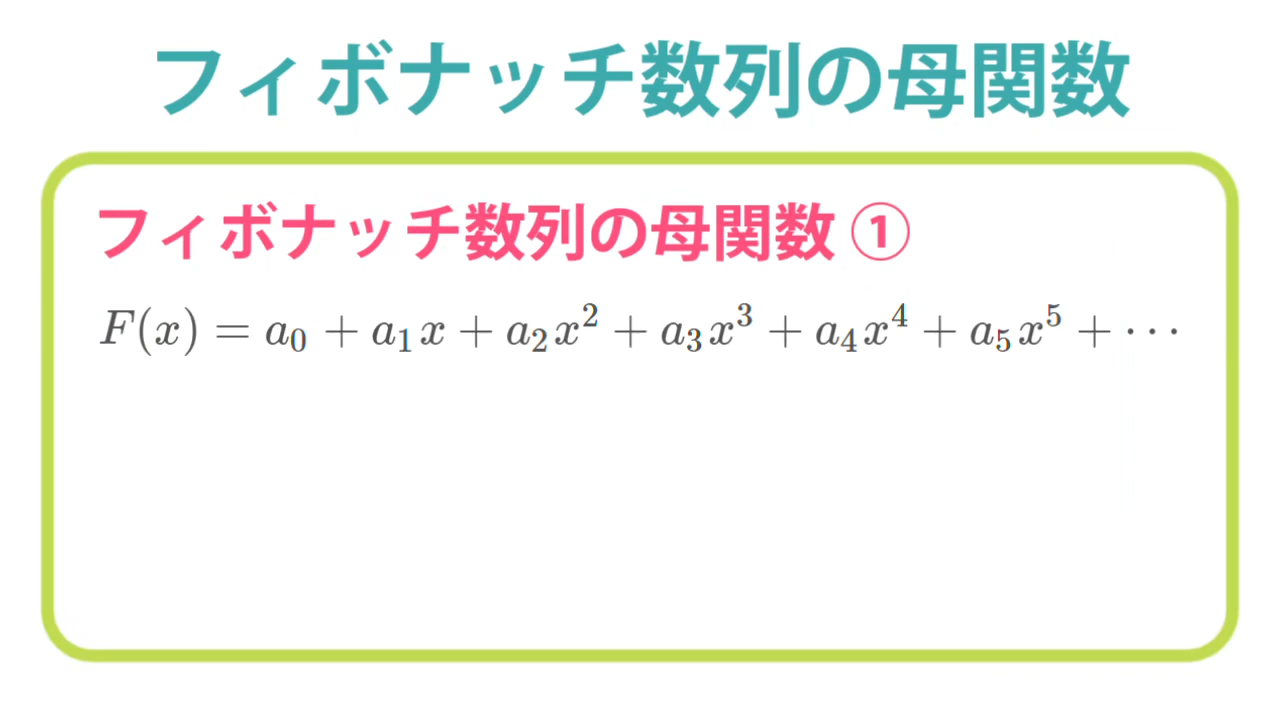 フィボナッチ数列の母関数
フィボナッチ数列の母関数 ①
F(x) = a₀ + a₁x + a₂x² + a₃x³ + a₄x⁴ + a₅x⁵ + ⋯